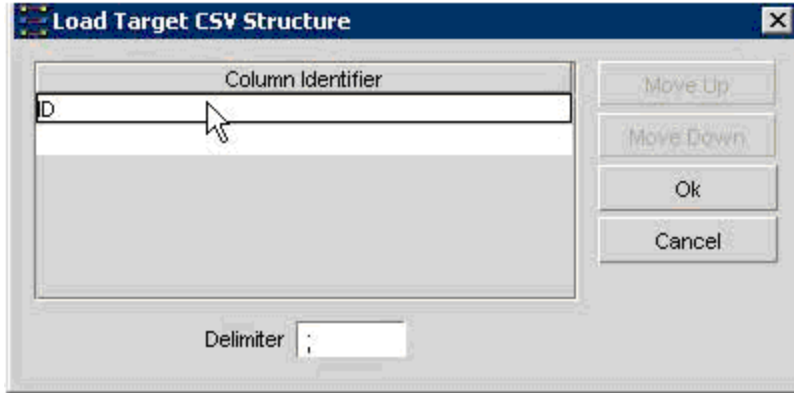 Load Target CSV Structure
Column Identifier
ID
Move Up
Move Down
Ok
Cancel
Delimiter ;